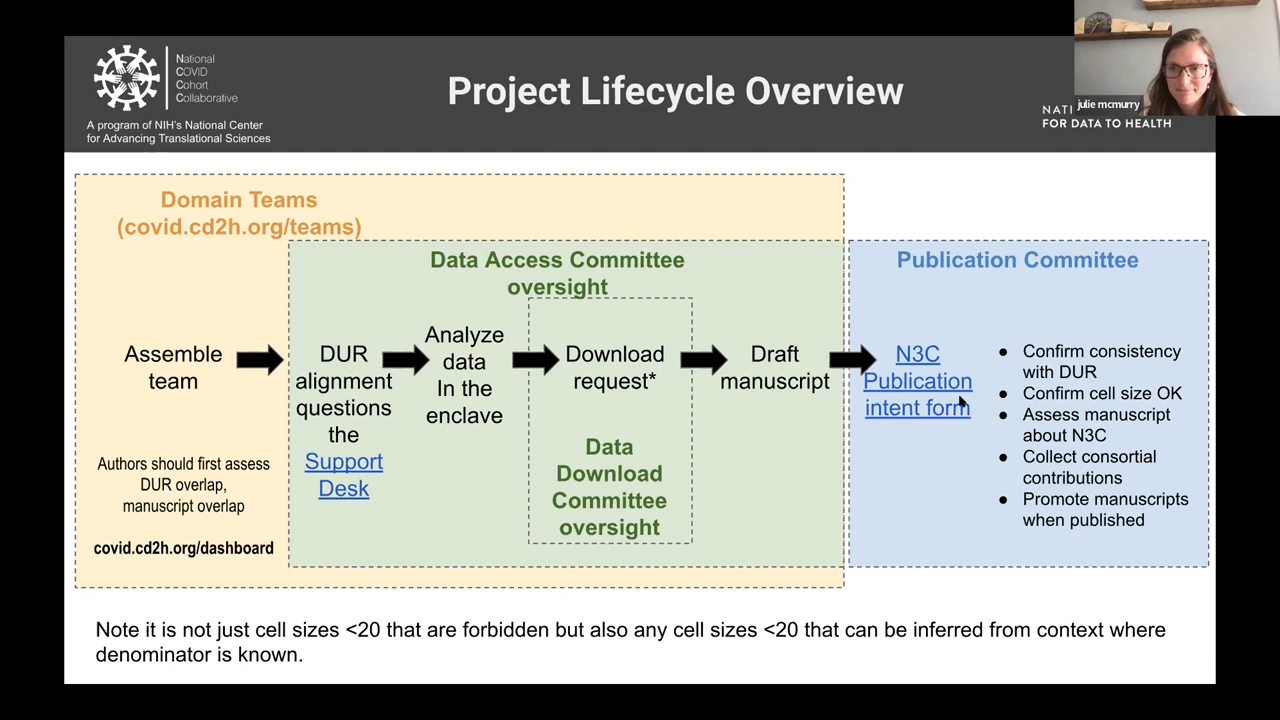 National
COVID
Cohort
Collaborative
A program of NIH's National Center
for Advancing Translational Sciences
Project Lifecycle Overview
julie mcmurry
NATI
FOR DATA TO HEALTH
Domain Teams
(covid.cd2h.org/teams)
Data Access Committee
oversight
Publication Committee
Assemble
team
DUR
alignment
questions
the
Support
Desk
Analyze
data
In the
enclave
Download
request*
Draft
manuscript
N3C
Publication
intent form
● Confirm consistency
with DUR
● Confirm cell size OK
● Assess manuscript
about N3C
● Collect consortial
contributions
● Promote manuscripts
when published
Data
Download
Committee
oversight
Authors should first assess
DUR overlap,
manuscript overlap
covid.cd2h.org/dashboard
Note it is not just cell sizes <20 that are forbidden but also any cell sizes <20 that can be inferred from context where
denominator is known.